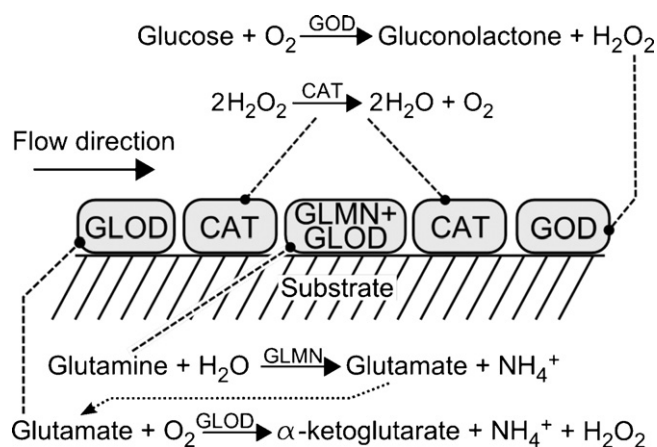 Glucose + O₂ GOD → Gluconolactone + H₂O₂
2H₂O₂ CAT → 2H₂O + O₂
Flow direction
GLOD CAT GLMN+ GLOD CAT GOD
Substrate
Glutamine + H₂O GLMN → Glutamate + NH₄⁺
Glutamate + O₂ GLOD → α-ketoglutarate + NH₄⁺ + H₂O₂